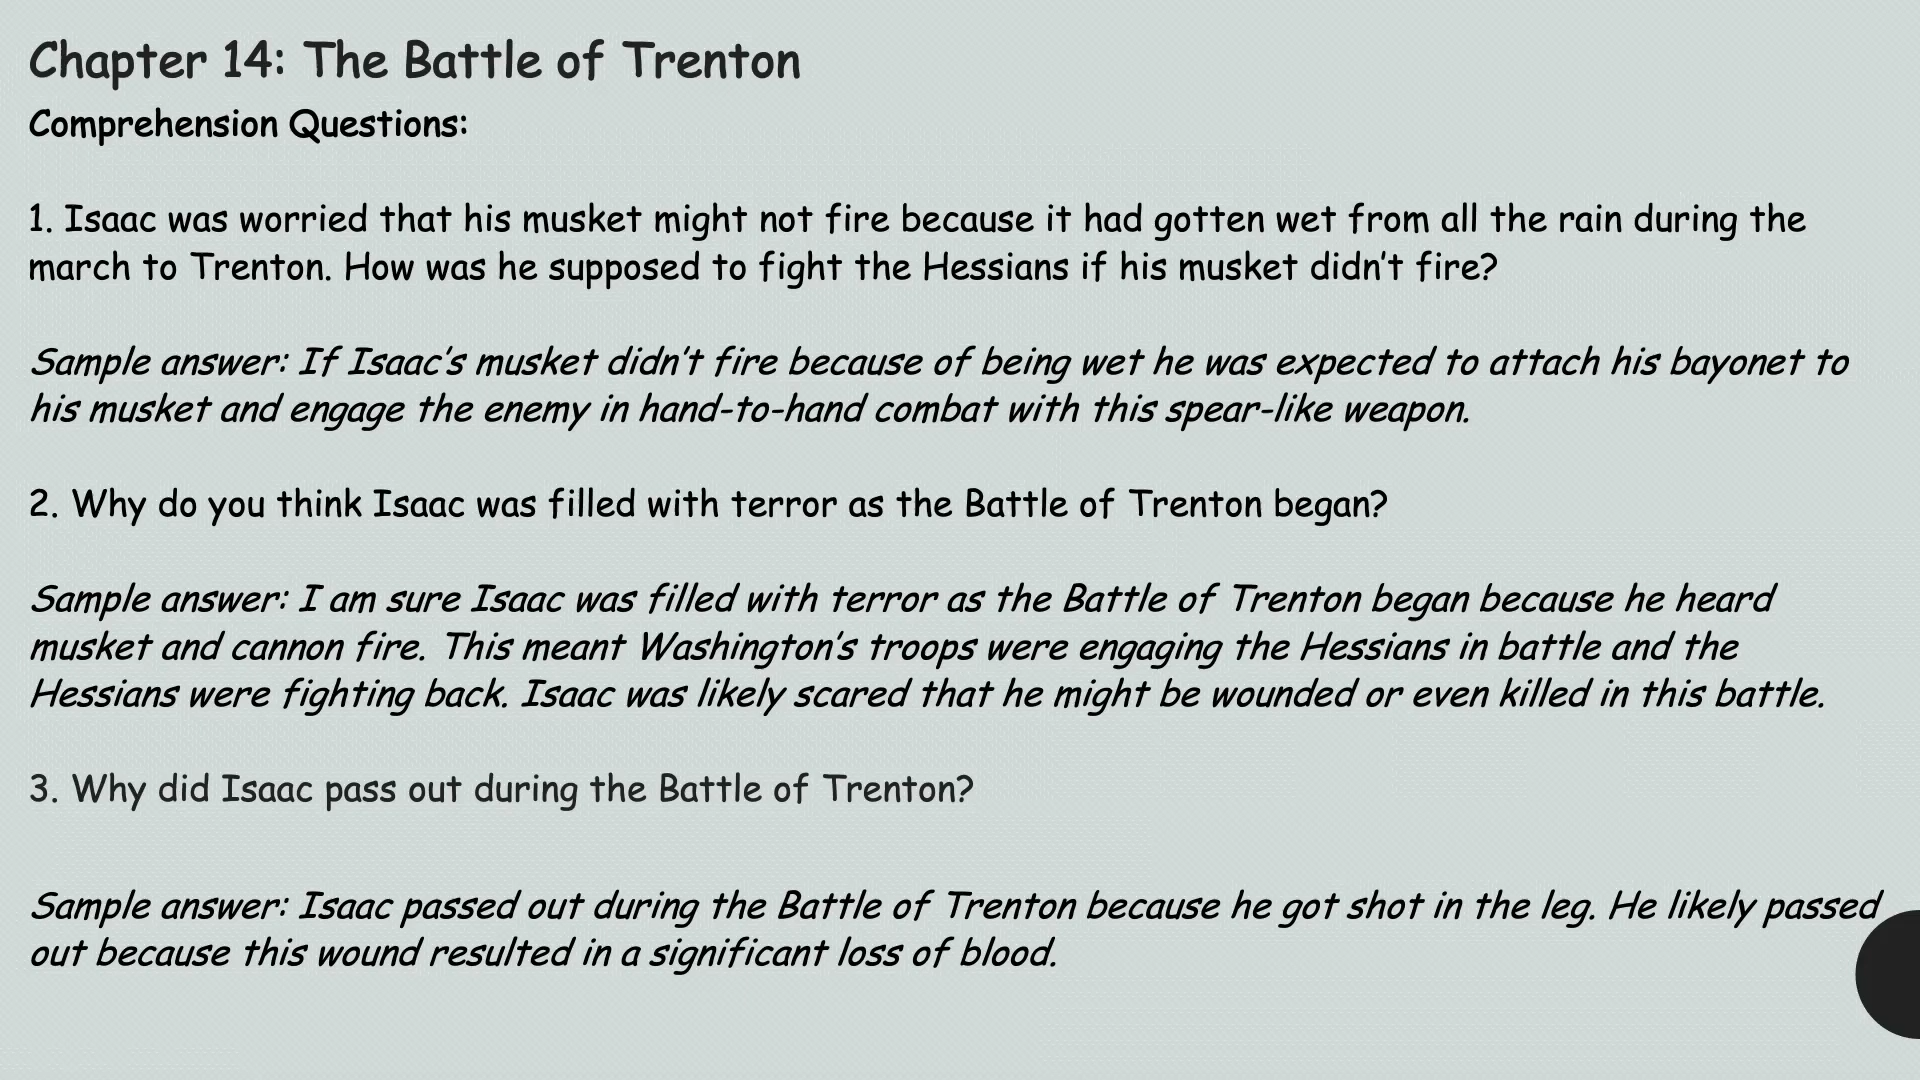 Chapter 14: The Battle of Trenton
Comprehension Questions:
1. Isaac was worried that his musket might not fire because it had gotten wet from all the rain during the
march to Trenton. How was he supposed to fight the Hessians if his musket didn’t fire?
Sample answer: If Isaac’s musket didn’t fire because of being wet he was expected to attach his bayonet to
his musket and engage the enemy in hand-to-hand combat with this spear-like weapon.
2. Why do you think Isaac was filled with terror as the Battle of Trenton began?
Sample answer: I am sure Isaac was filled with terror as the Battle of Trenton began because he heard
musket and cannon fire. This meant Washington’s troops were engaging the Hessians in battle and the
Hessians were fighting back. Isaac was likely scared that he might be wounded or even killed in this battle.
3. Why did Isaac pass out during the Battle of Trenton?
Sample answer: Isaac passed out during the Battle of Trenton because he got shot in the leg. He likely passed
out because this wound resulted in a significant loss of blood.